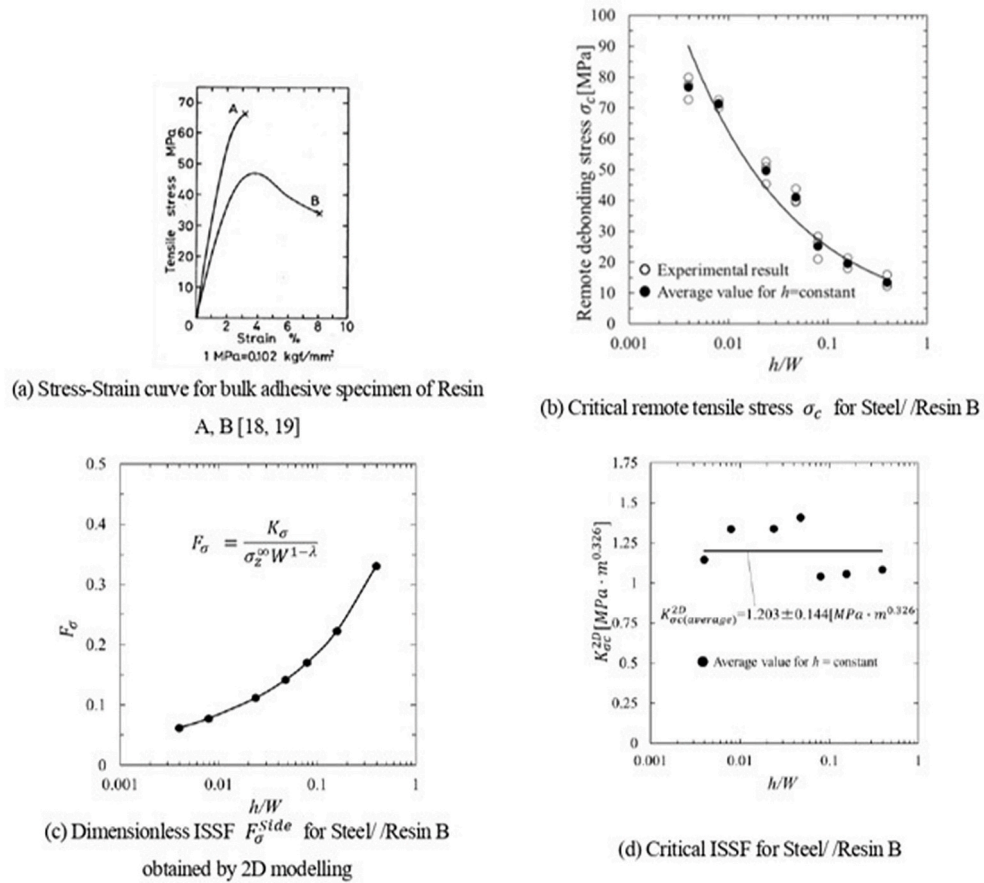 Tensile stress MPa
70
60
50
40
30
20
10
0
A
B
2
4
6
8
10
Strain %
1 MPa=0.102 kgf/mm²
(a) Stress-Strain curve for bulk adhesive specimen of Resin
A, B [18, 19]
Remote debonding stress σc[MPa]
100
90
80
70
60
50
40
30
20
10
0
Experimental result
Average value for h=constant
0.001
0.01
0.1
1
h/W
(b) Critical remote tensile stress σc for Steel/ /Resin B
Fσ
0.5
0.4
0.3
0.2
0.1
0
Fσ = Kσ / σz∞ W1−λ
0.001
0.01
0.1
1
h/W
(c) Dimensionless ISSF FσSide for Steel/ /Resin B
obtained by 2D modelling
Kσc2D[MPa · m0.326]
1.75
1.5
1.25
1
0.75
0.5
0.25
0
Kσc(average)2D=1.203±0.144[MPa · m0.326]
Average value for h = constant
0.001
0.01
0.1
1
h/W
(d) Critical ISSF for Steel/ /Resin B